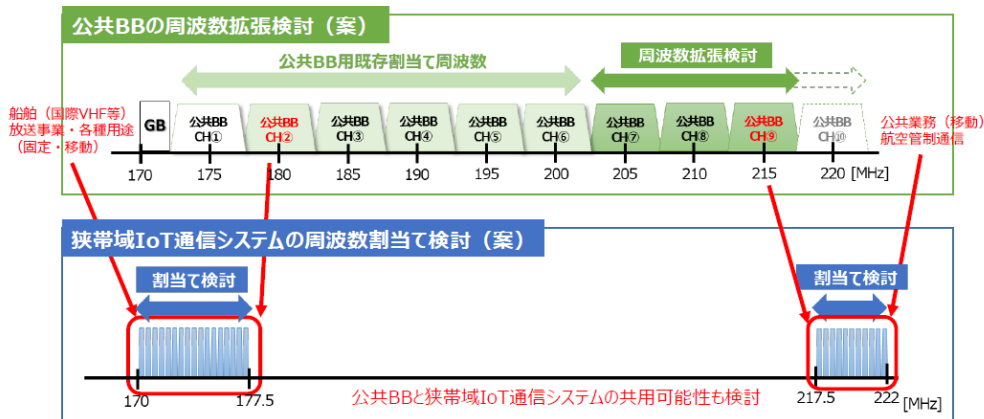 公共BBの周波数拡張検討（案）
公共BB用既存割当て周波数
周波数拡張検討
船舶（国際VHF等）
放送事業・各種用途
（固定・移動）
GB
公共BB
CH①
公共BB
CH②
公共BB
CH③
公共BB
CH④
公共BB
CH⑤
公共BB
CH⑥
公共BB
CH⑦
公共BB
CH⑧
公共BB
CH⑨
公共BB
CH⑩
公共業務（移動）
航空管制通信
170 175 180 185 190 195 200 205 210 215 220 [MHz]
狭帯域IoT通信システムの周波数割当て検討（案）
割当て検討
割当て検討
170 177.5 217.5 222 [MHz]
公共BBと狭帯域IoT通信システムの共用可能性も検討